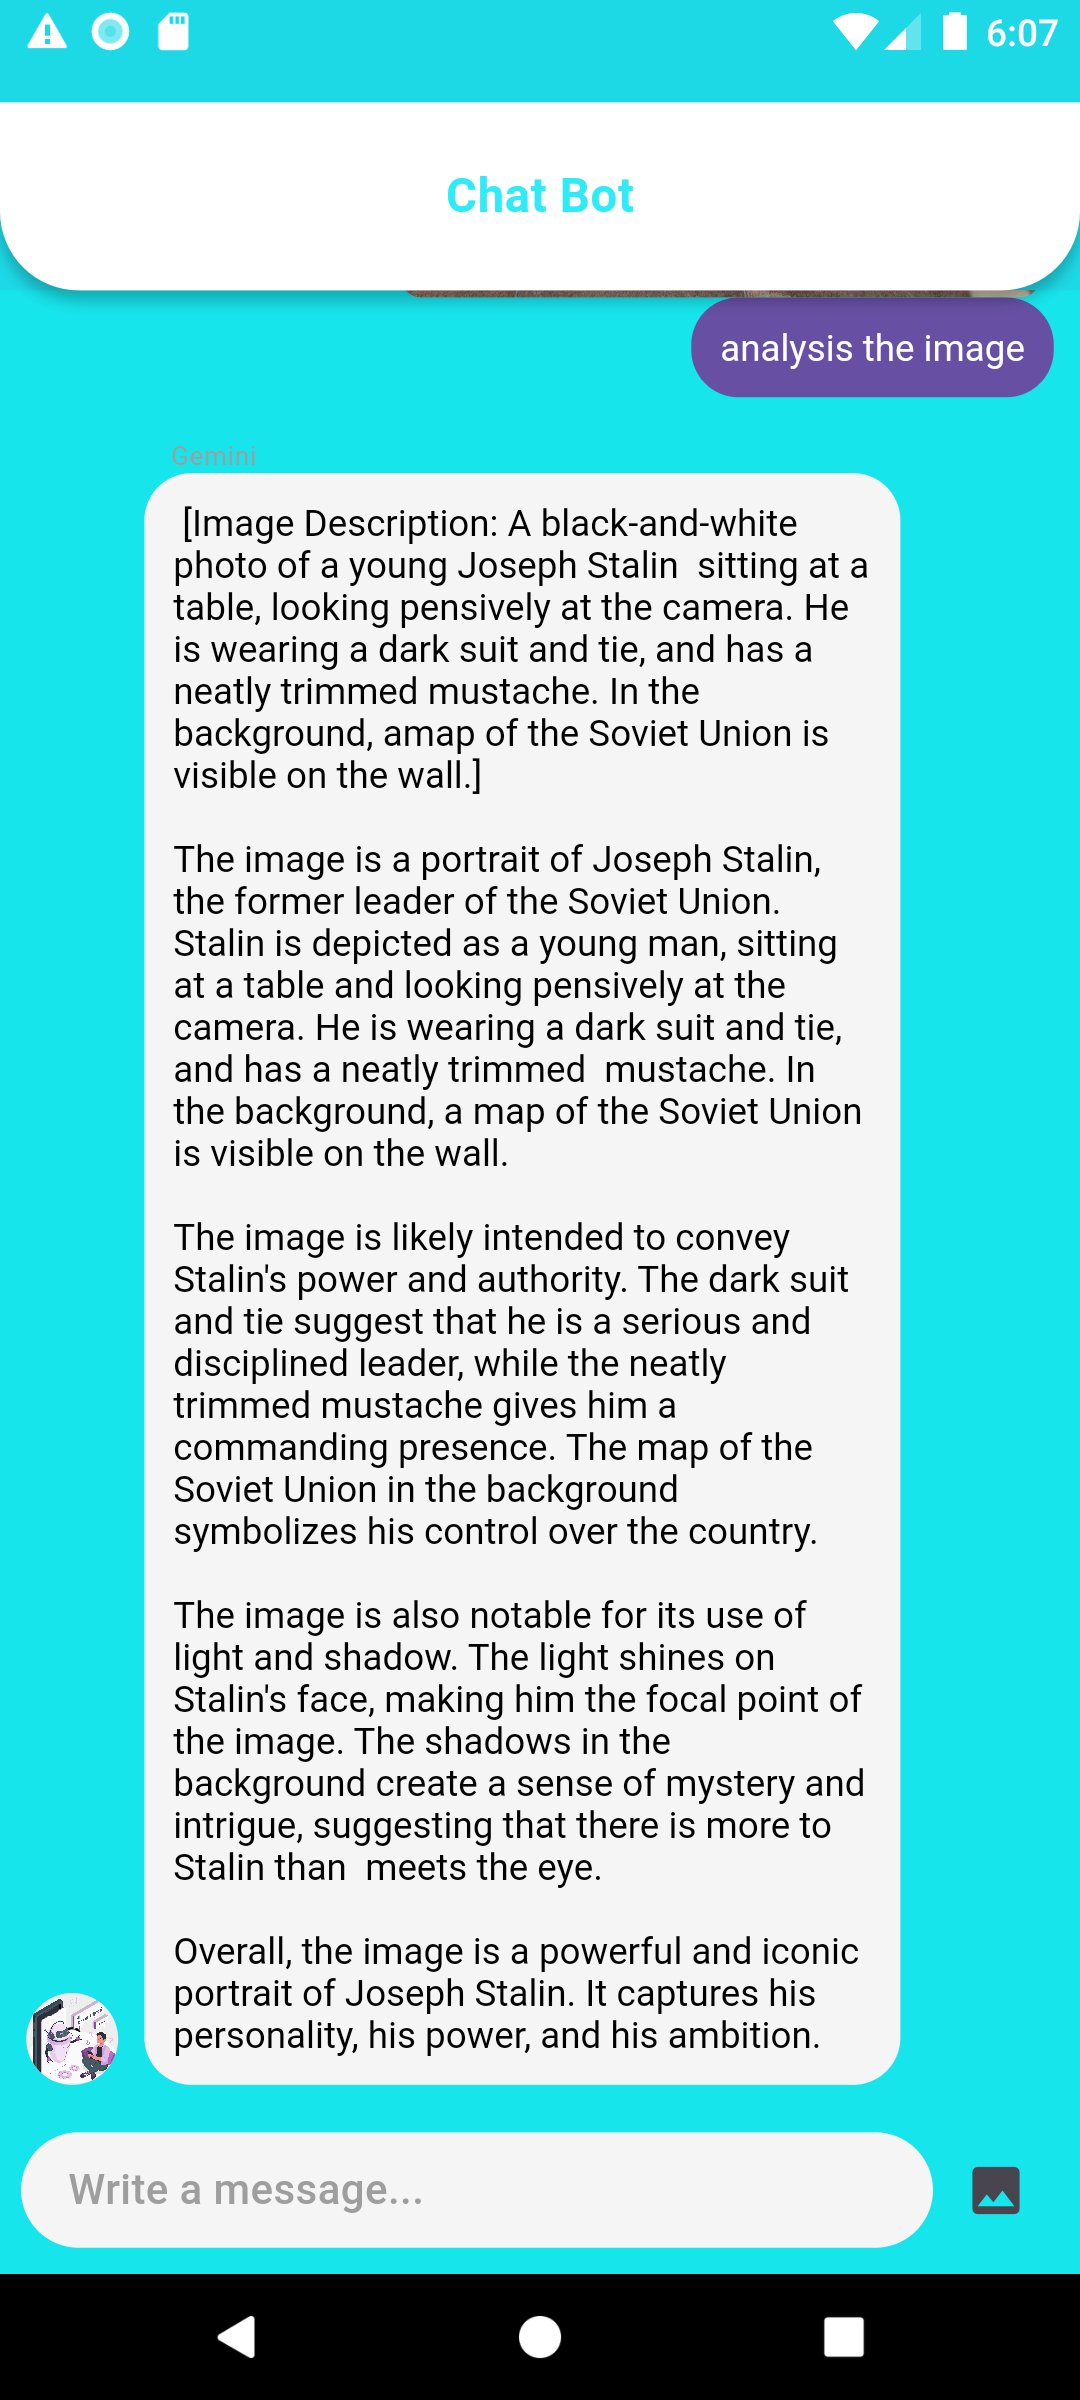 6:07
Chat Bot
analysis the image
Gemini
[Image Description: A black-and-white
photo of a young Joseph Stalin  sitting at a
table, looking pensively at the camera. He
is wearing a dark suit and tie, and has a
neatly trimmed mustache. In the
background, amap of the Soviet Union is
visible on the wall.]
The image is a portrait of Joseph Stalin,
the former leader of the Soviet Union.
Stalin is depicted as a young man, sitting
at a table and looking pensively at the
camera. He is wearing a dark suit and tie,
and has a neatly trimmed  mustache. In
the background, a map of the Soviet Union
is visible on the wall.
The image is likely intended to convey
Stalin's power and authority. The dark suit
and tie suggest that he is a serious and
disciplined leader, while the neatly
trimmed mustache gives him a
commanding presence. The map of the
Soviet Union in the background
symbolizes his control over the country.
The image is also notable for its use of
light and shadow. The light shines on
Stalin's face, making him the focal point of
the image. The shadows in the
background create a sense of mystery and
intrigue, suggesting that there is more to
Stalin than  meets the eye.
Overall, the image is a powerful and iconic
portrait of Joseph Stalin. It captures his
personality, his power, and his ambition.
Write a message...